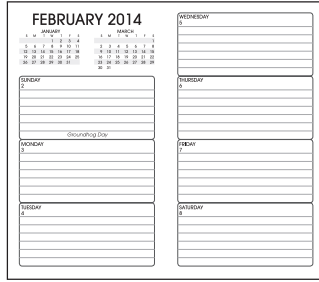 FEBRUARY 2014
JANUARY
S M T W T F S
1 2 3 4
5 6 7 8 9 10 11
12 13 14 15 16 17 18
19 20 21 22 23 24 25
26 27 28 29 30 31
MARCH
S M T W T F S
1
2 3 4 5 6 7 8
9 10 11 12 13 14 15
16 17 18 19 20 21 22
23 24 25 26 27 28 29
30 31
SUNDAY
2
Groundhog Day
MONDAY
3
TUESDAY
4
WEDNESDAY
5
THURSDAY
6
FRIDAY
7
SATURDAY
8